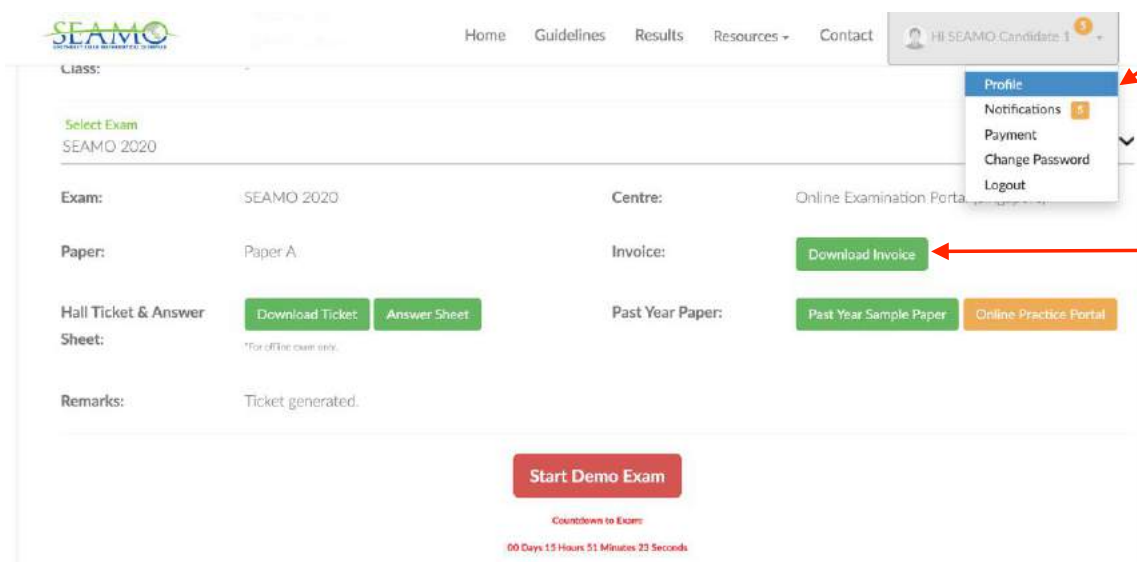 SEAMO
Home Guidelines Results Resources Contact Hi SEAMO Candidate 1 5
Class: -
Profile
Notifications 5
Payment
Change Password
Logout
Select Exam
SEAMO 2020
Exam: SEAMO 2020 Centre: Online Examination Portal
Paper: Paper A Invoice: Download Invoice
Hall Ticket & Answer Sheet: Download Ticket Answer Sheet Past Year Paper: Past Year Sample Paper Online Practice Portal
*For offline exam only.
Remarks: Ticket generated.
Start Demo Exam
Countdown to Exam:
00 Days 15 Hours 51 Minutes 23 Seconds